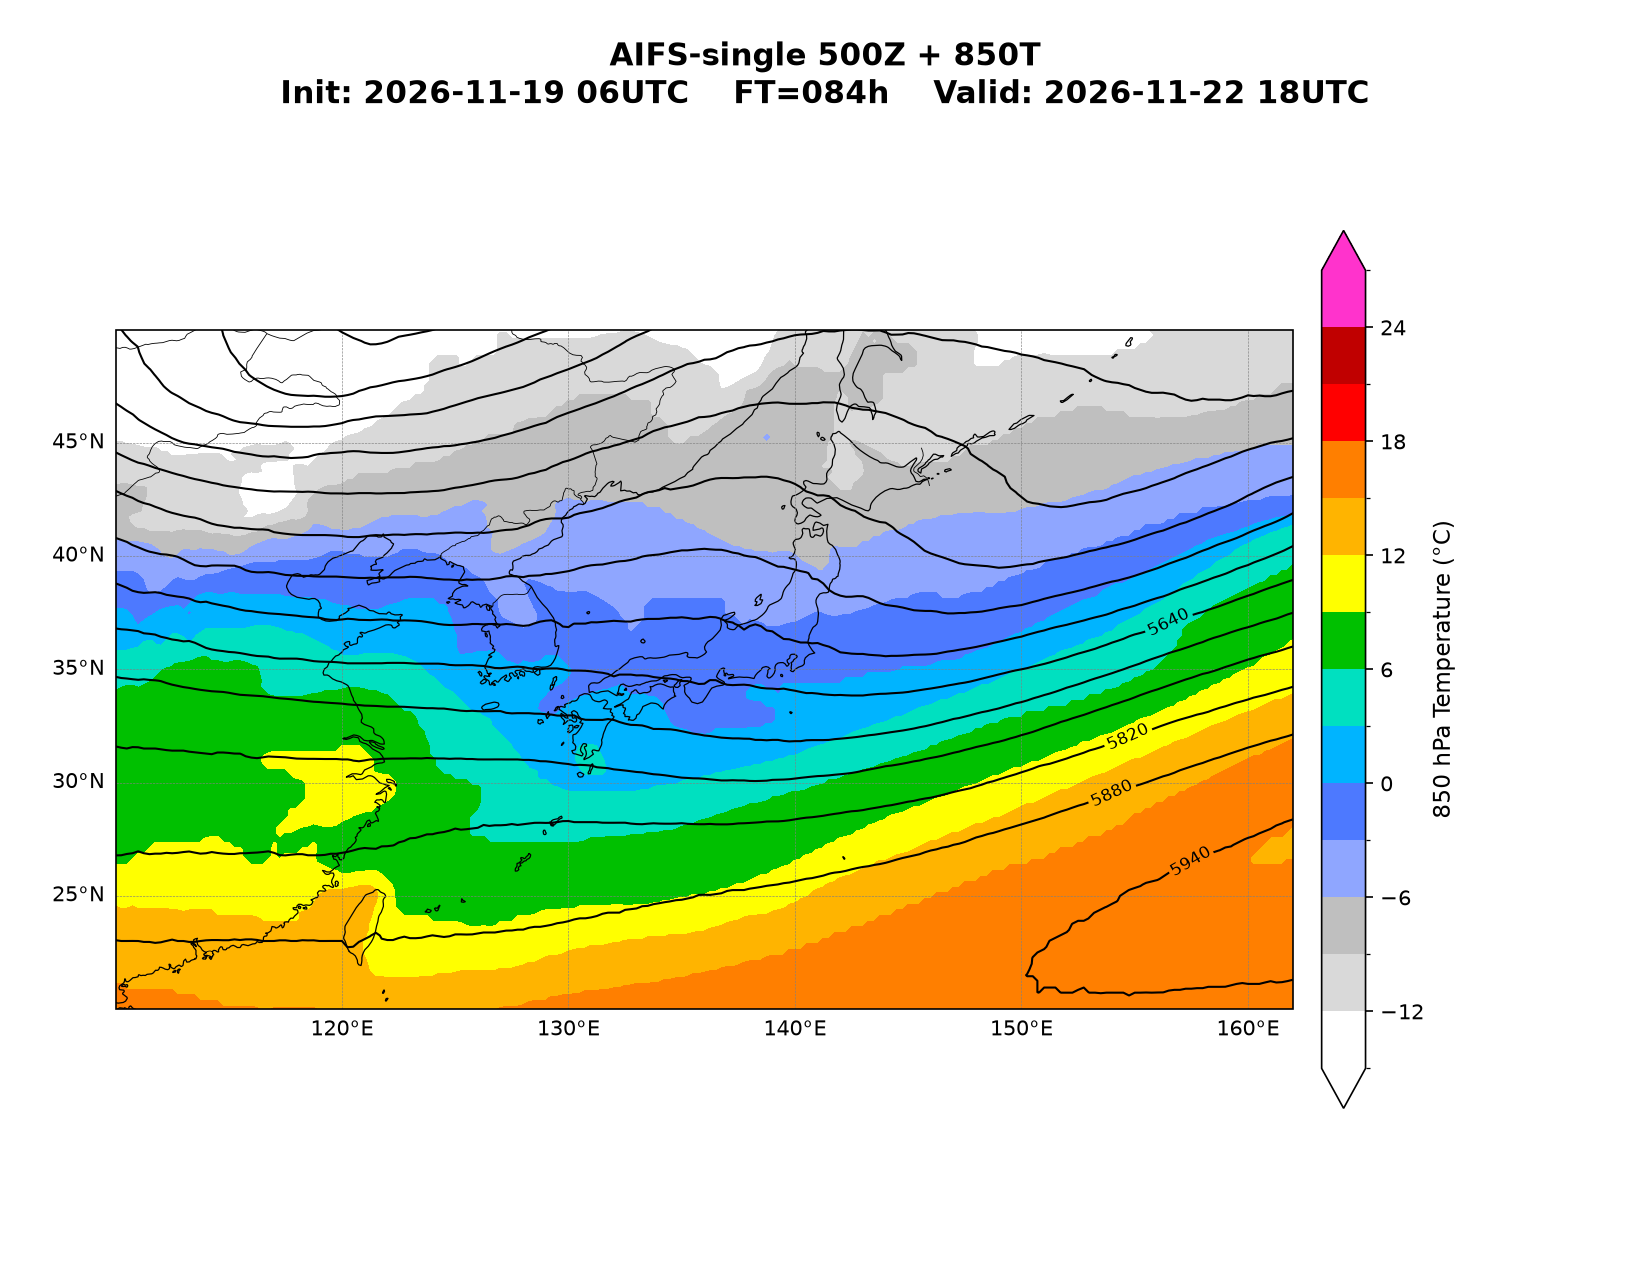 AIFS-single 500Z + 850T
Init: 2026-11-19 06UTC    FT=084h    Valid: 2026-11-22 18UTC
45°N
40°N
35°N
30°N
25°N
120°E
130°E
140°E
150°E
160°E
5640
5820
5880
5940
24
18
12
6
0
−6
−12
850 hPa Temperature (°C)